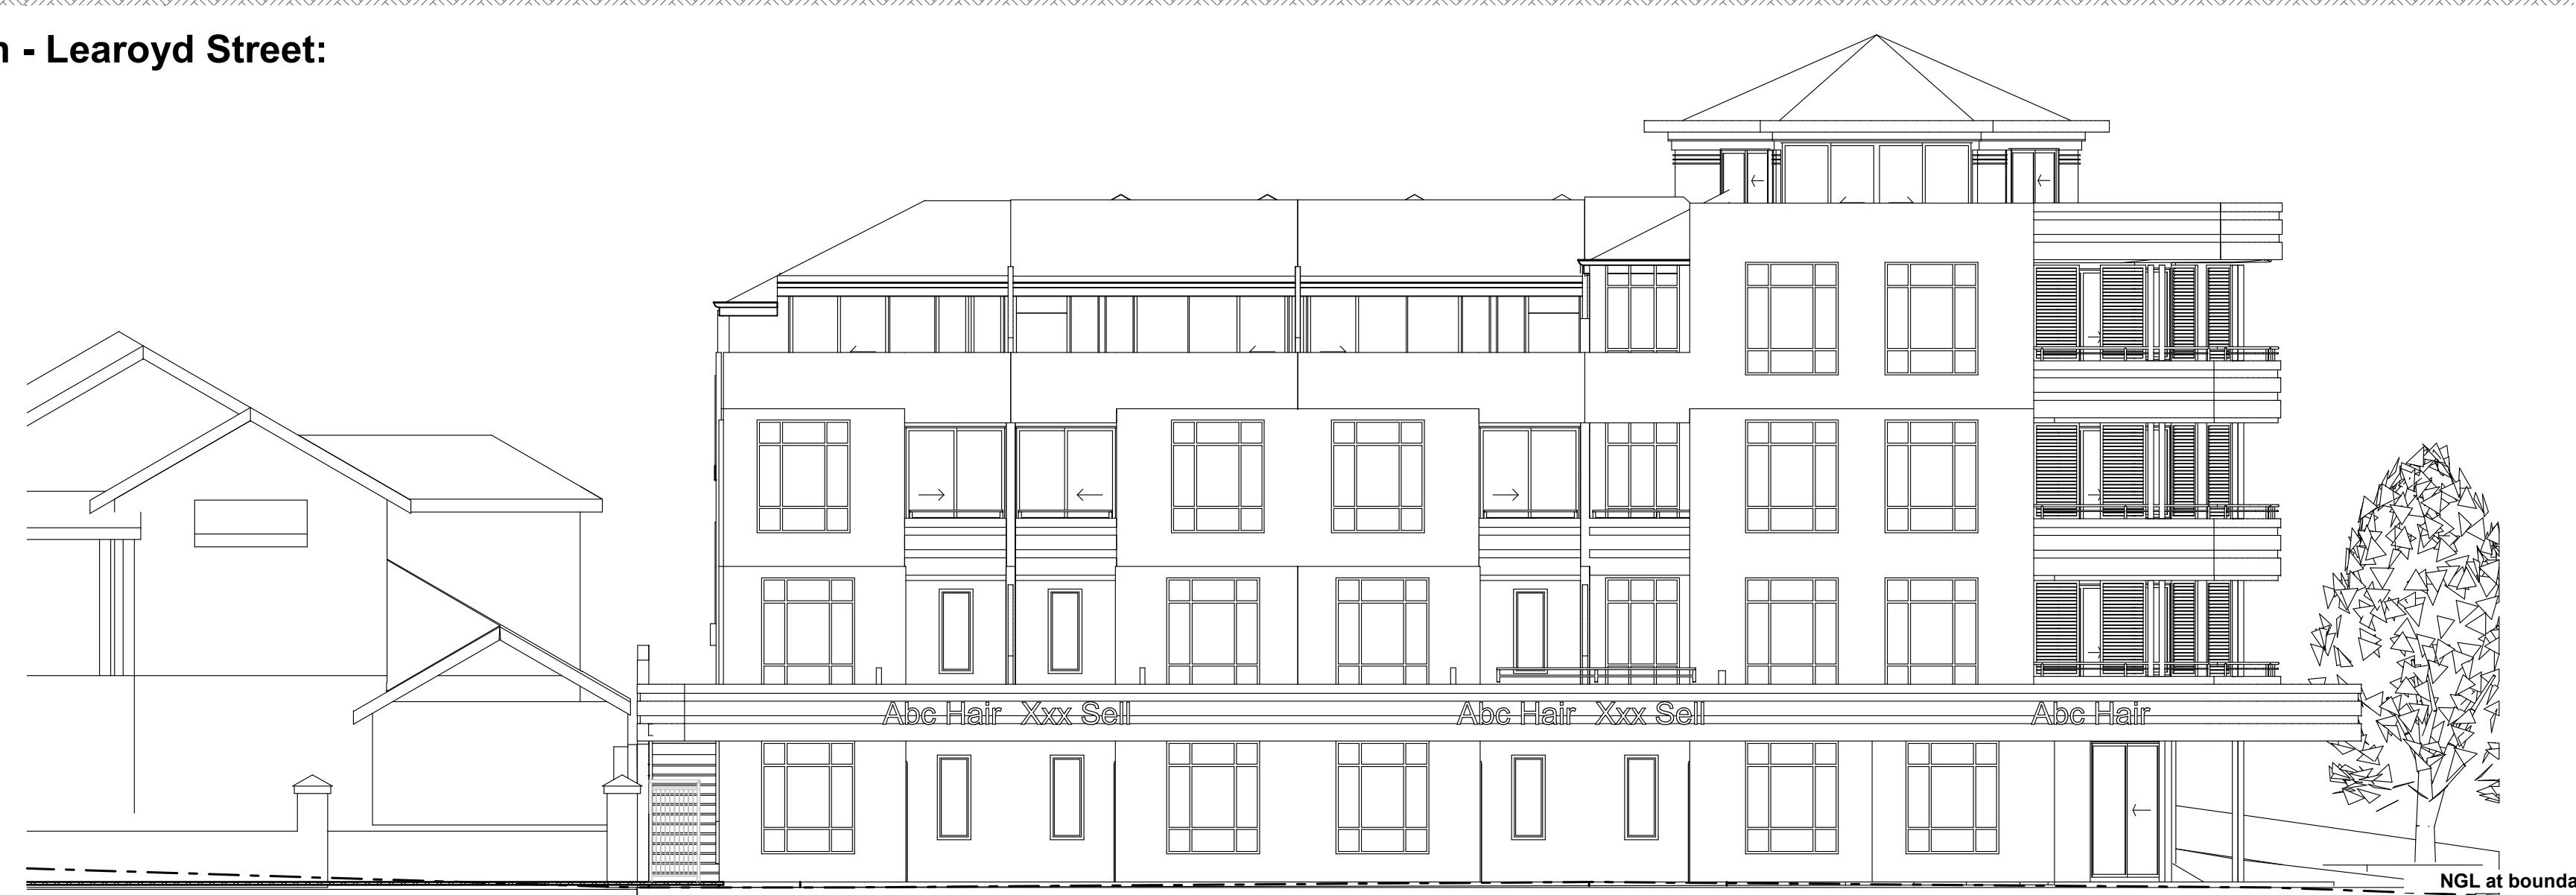 n - Learoyd Street:
Abc Hair Xxx Sell Abc Hair Xxx Sell Abc Hair
NGL at bounda